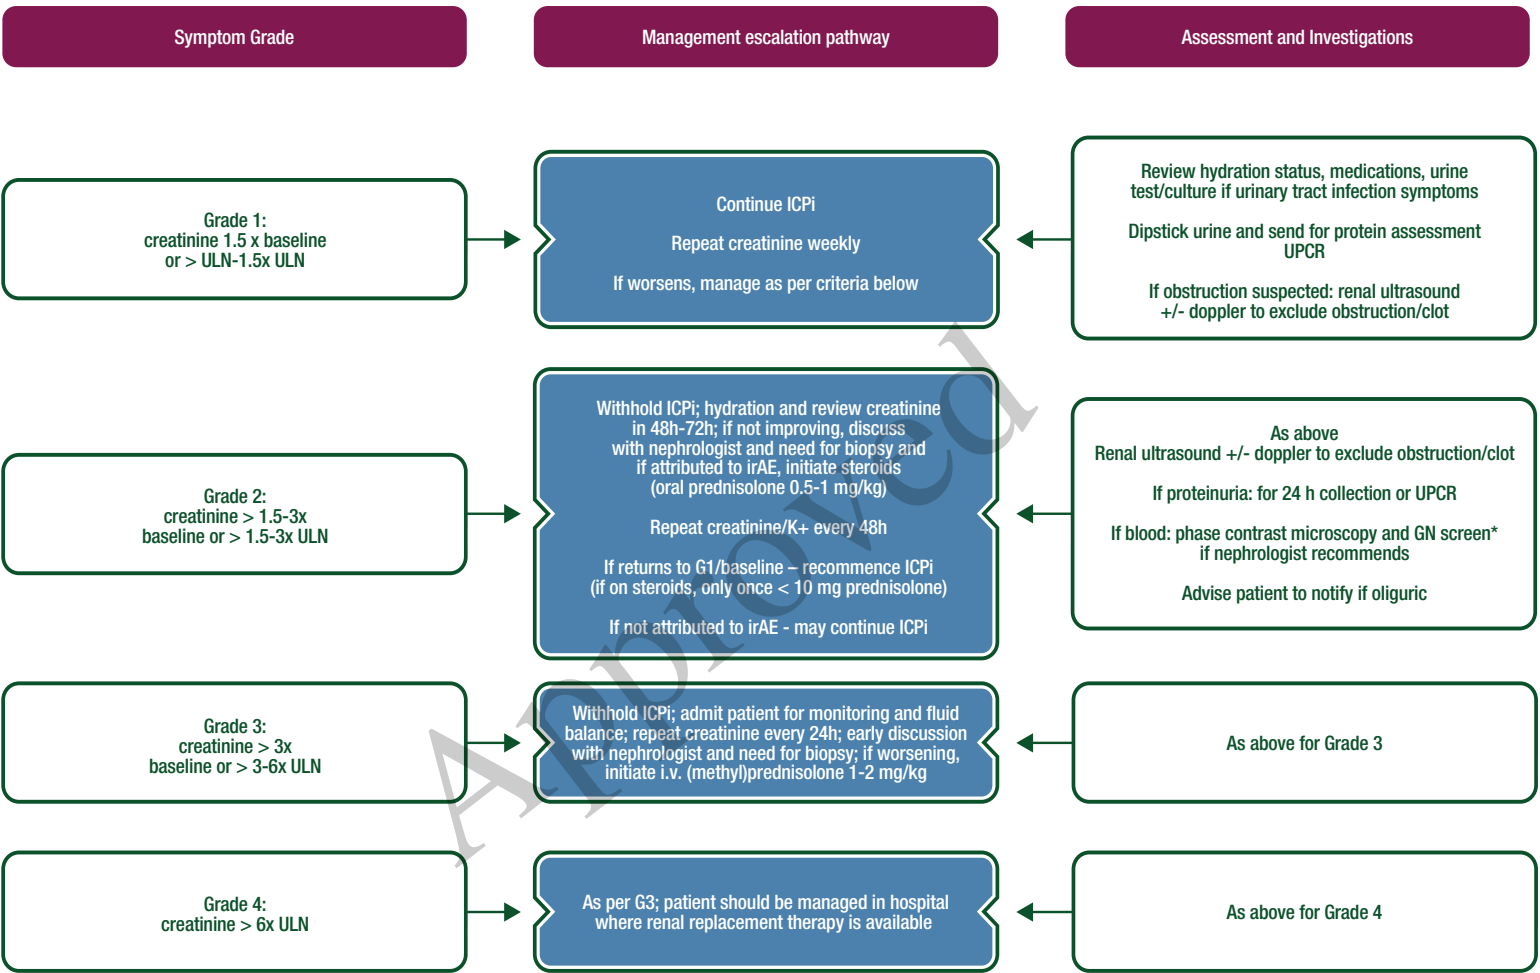 Symptom Grade
Management escalation pathway
Assessment and Investigations
Grade 1:
creatinine 1.5 x baseline
or > ULN-1.5x ULN
Continue ICPi
Repeat creatinine weekly
If worsens, manage as per criteria below
Review hydration status, medications, urine
test/culture if urinary tract infection symptoms
Dipstick urine and send for protein assessment
UPCR
If obstruction suspected: renal ultrasound
+/- doppler to exclude obstruction/clot
Grade 2:
creatinine > 1.5-3x
baseline or > 1.5-3x ULN
Withhold ICPi; hydration and review creatinine
in 48h-72h; if not improving, discuss
with nephrologist and need for biopsy and
if attributed to irAE, initiate steroids
(oral prednisolone 0.5-1 mg/kg)
Repeat creatinine/K+ every 48h
If returns to G1/baseline – recommence ICPi
(if on steroids, only once < 10 mg prednisolone)
If not attributed to irAE - may continue ICPi
As above
Renal ultrasound +/- doppler to exclude obstruction/clot
If proteinuria: for 24 h collection or UPCR
If blood: phase contrast microscopy and GN screen*
if nephrologist recommends
Advise patient to notify if oliguric
Grade 3:
creatinine > 3x
baseline or > 3-6x ULN
Withhold ICPi; admit patient for monitoring and fluid
balance; repeat creatinine every 24h; early discussion
with nephrologist and need for biopsy; if worsening,
initiate i.v. (methyl)prednisolone 1-2 mg/kg
As above for Grade 3
Grade 4:
creatinine > 6x ULN
As per G3; patient should be managed in hospital
where renal replacement therapy is available
As above for Grade 4
Approved